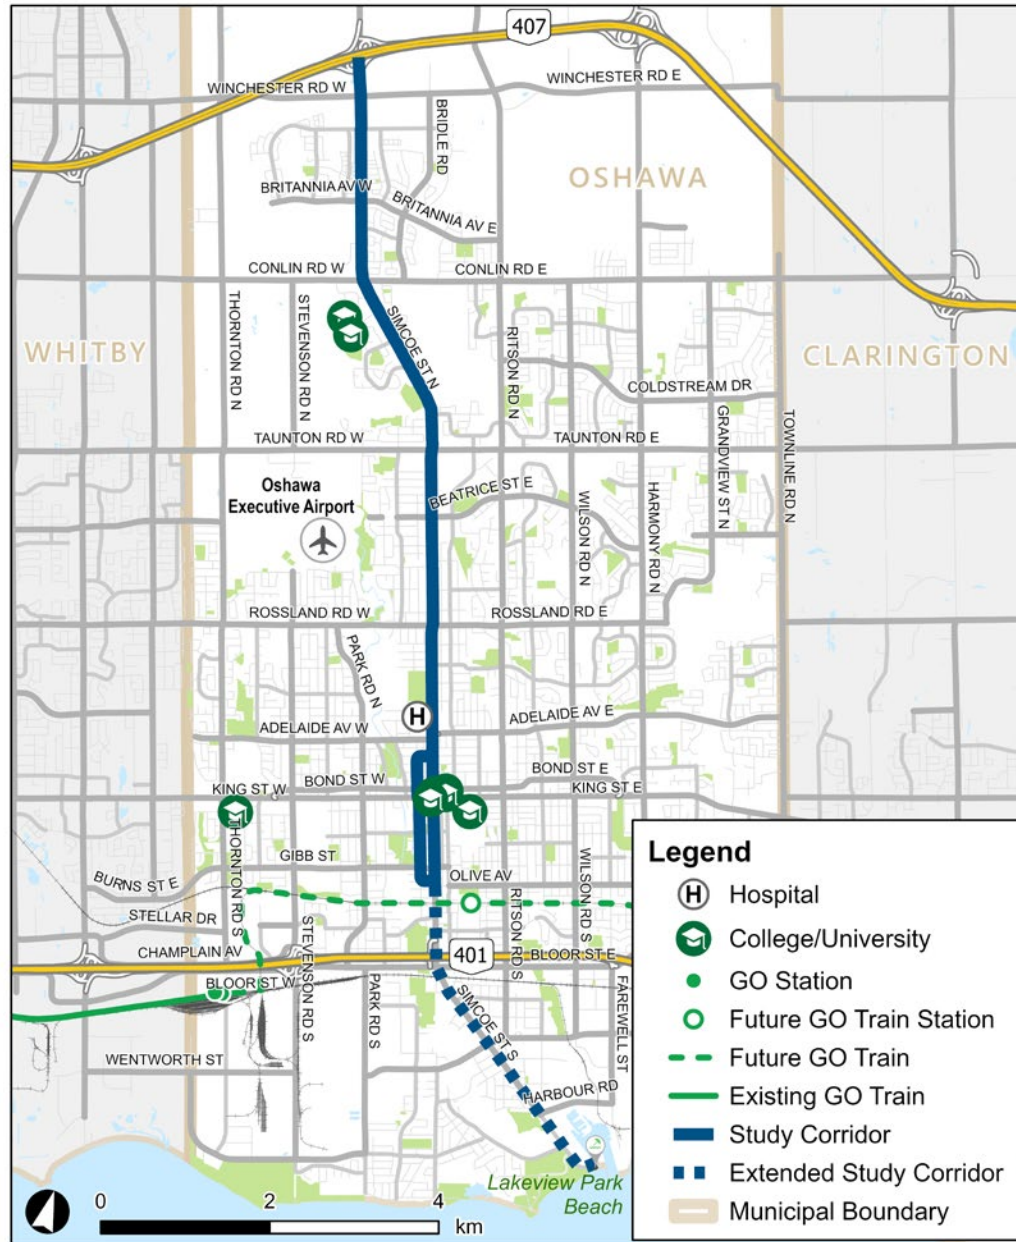 407
WINCHESTER RD W
WINCHESTER RD E
BRIDLE RD
OSHAWA
BRITANNIA AV W
BRITANNIA AV E
CONLIN RD W
CONLIN RD E
THORNTON RD N
STEVENSON RD N
SIMCOE ST N
RITSON RD N
WHITBY
CLARINGTON
COLDSTREAM DR
GRANDVIEW ST N
TOWNLINE RD N
TAUNTON RD W
TAUNTON RD E
Oshawa
Executive Airport
BEATRICE ST E
WILSON RD N
HARMONY RD N
ROSSLAND RD W
ROSSLAND RD E
PARK RD N
H
ADELAIDE AV W
ADELAIDE AV E
BOND ST W
BOND ST E
KING ST W
KING ST E
THORNTON RD S
GIBB ST
OLIVE AV
BURNS ST E
STELLAR DR
STEVENSON RD S
RITSON RD S
WILSON RD S
CHAMPLAIN AV
401
BLOOR ST E
BLOOR ST W
PARK RD S
SIMCOE ST S
FAREWELL ST
WENTWORTH ST
HARBOUR RD
Lakeview Park
Beach
0 2 4
km
Legend
H Hospital
College/University
GO Station
Future GO Train Station
Future GO Train
Existing GO Train
Study Corridor
Extended Study Corridor
Municipal Boundary